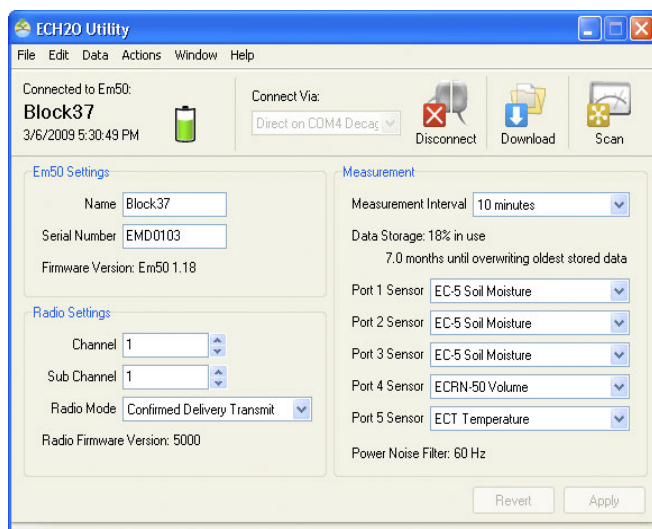 ECH2O Utility
File Edit Data Actions Window Help
Connected to Em50:
Block37
3/6/2009 5:30:49 PM
Connect Via:
Direct on COM4 Decag
Disconnect
Download
Scan
Em50 Settings
Name Block37
Serial Number EMD0103
Firmware Version: Em50 1.18
Radio Settings
Channel 1
Sub Channel 1
Radio Mode Confirmed Delivery Transmit
Radio Firmware Version: 5000
Measurement
Measurement Interval 10 minutes
Data Storage: 18% in use
7.0 months until overwriting oldest stored data
Port 1 Sensor EC-5 Soil Moisture
Port 2 Sensor EC-5 Soil Moisture
Port 3 Sensor EC-5 Soil Moisture
Port 4 Sensor ECRN-50 Volume
Port 5 Sensor ECT Temperature
Power Noise Filter: 60 Hz
Revert Apply